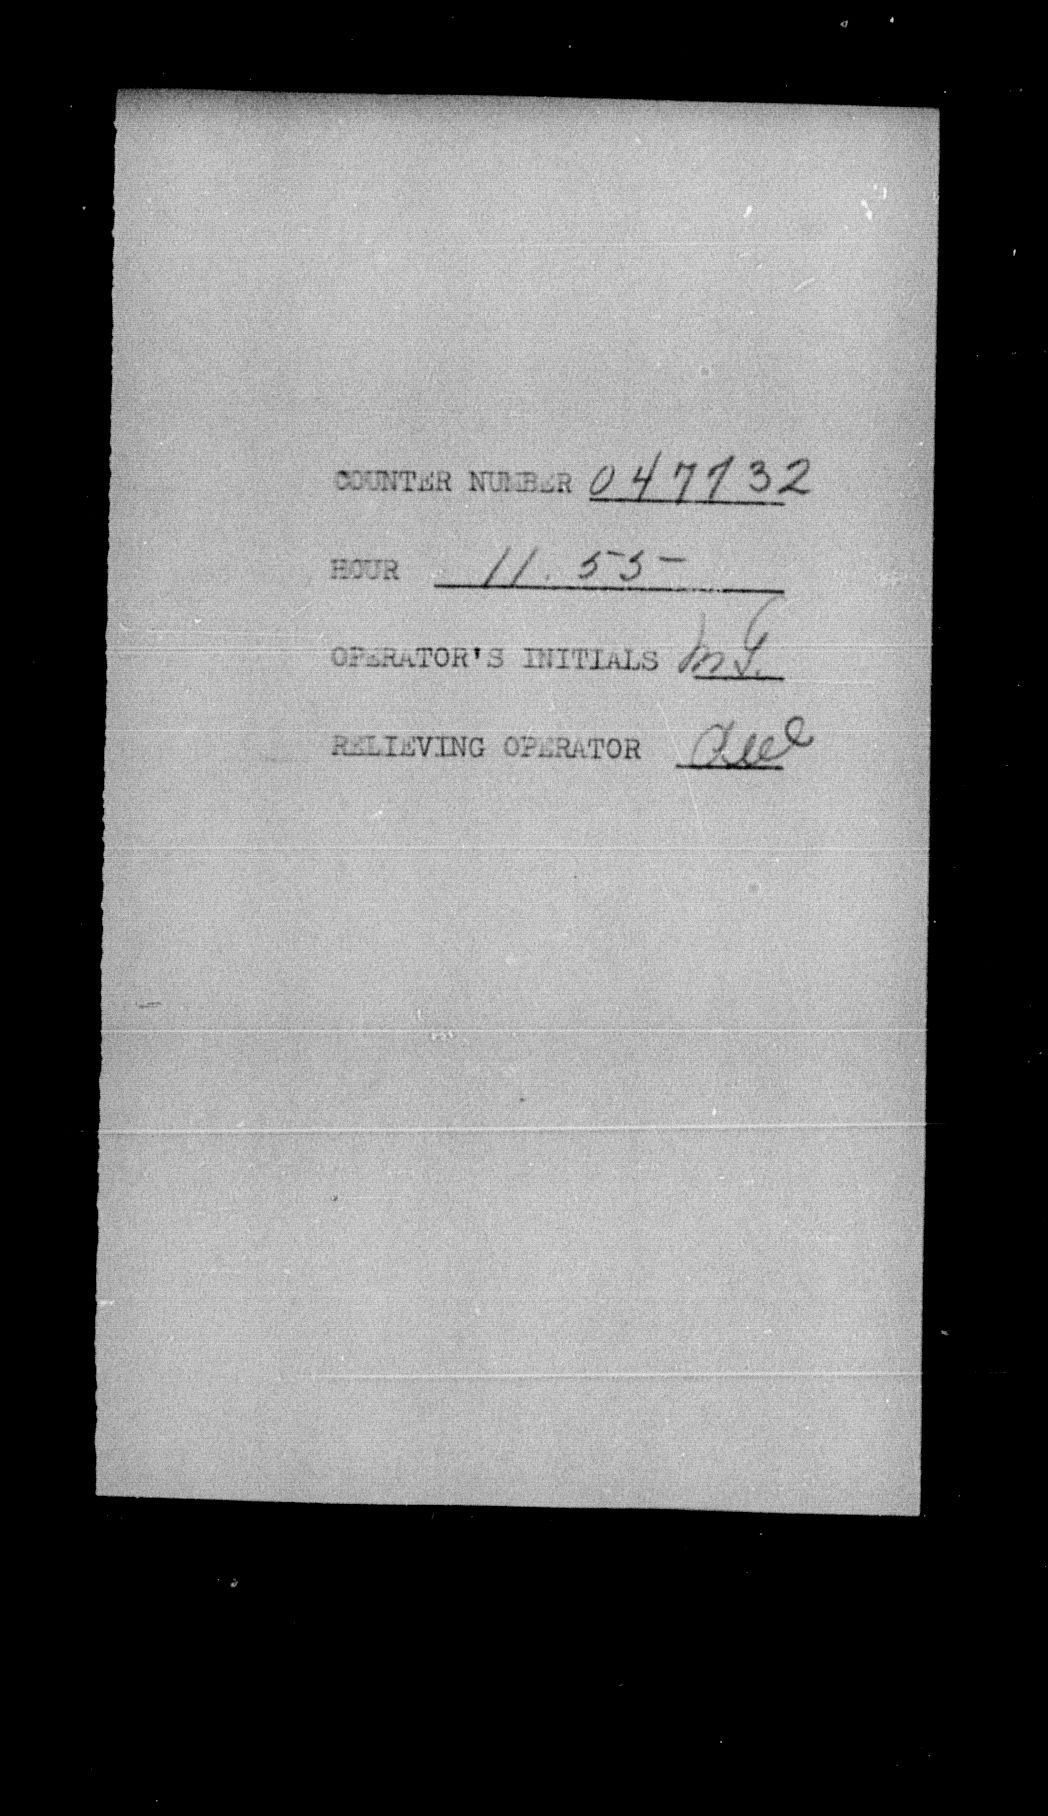 COUNTER NUMBER 047732
HOUR 11.55
OPERATOR'S INITIALS
RELIEVING OPERATOR